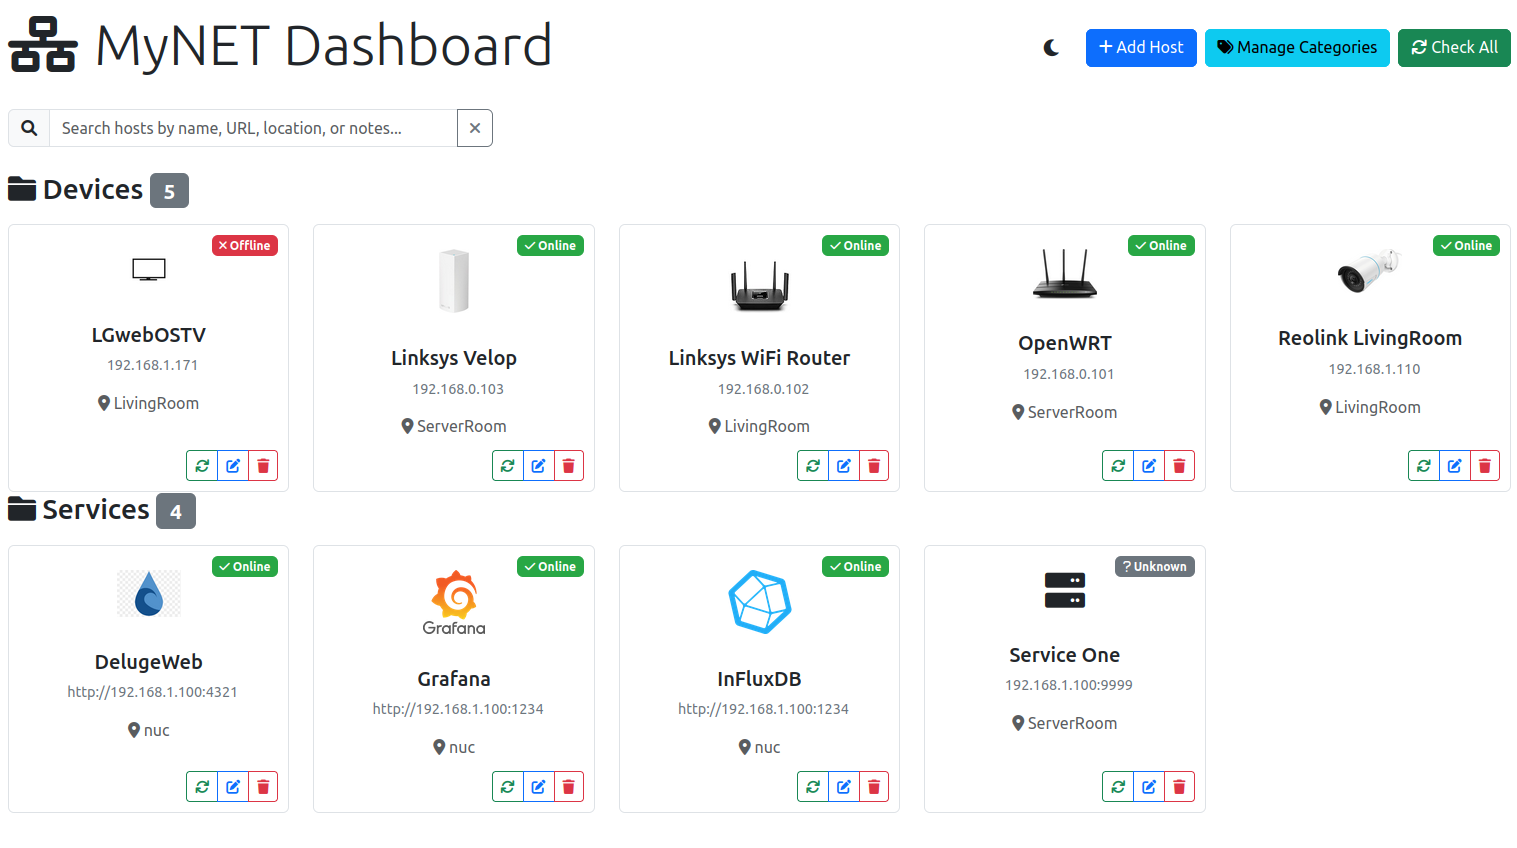 MyNET Dashboard
Add Host
Manage Categories
Check All
Search hosts by name, URL, location, or notes...
Devices 5
Offline
LGwebOSTV
192.168.1.171
LivingRoom
Online
Linksys Velop
192.168.0.103
ServerRoom
Online
Linksys WiFi Router
192.168.0.102
LivingRoom
Online
OpenWRT
192.168.0.101
ServerRoom
Online
Reolink LivingRoom
192.168.1.110
LivingRoom
Services 4
Online
DelugeWeb
http://192.168.1.100:4321
nuc
Online
Grafana
Grafana
http://192.168.1.100:1234
nuc
Online
InFluxDB
http://192.168.1.100:1234
nuc
? Unknown
Service One
192.168.1.100:9999
ServerRoom